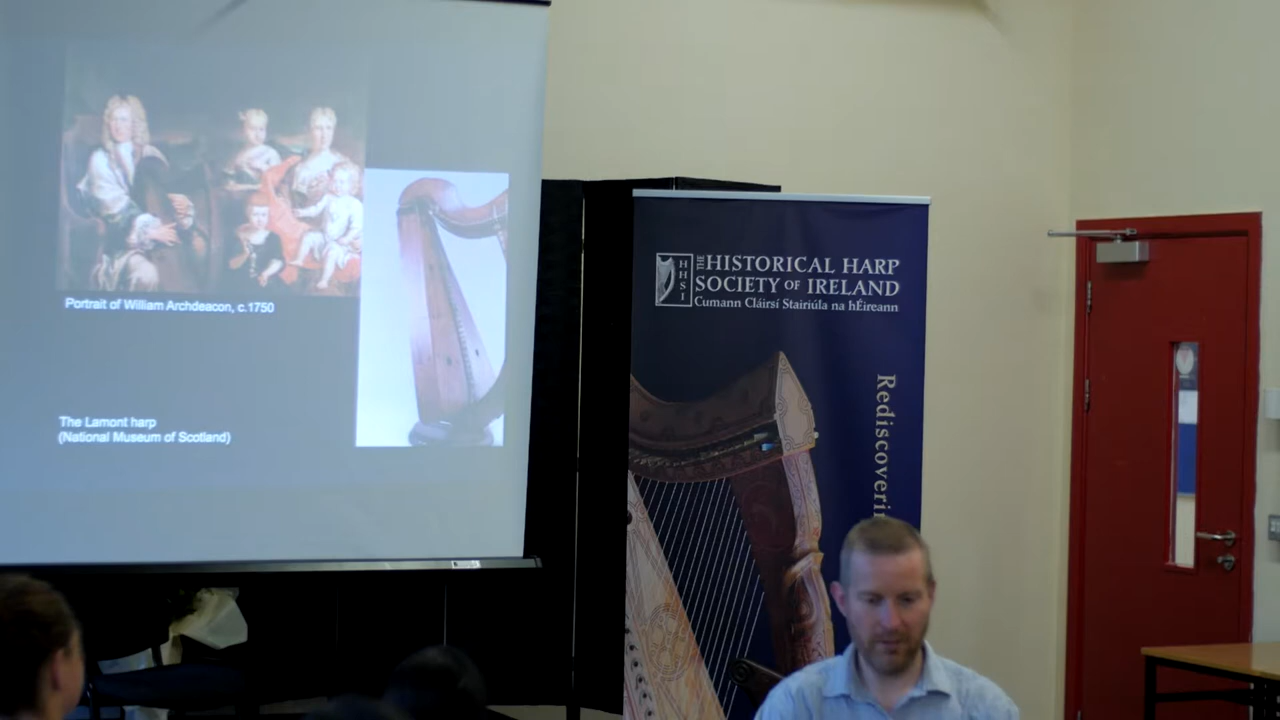 Portrait of William Archdeacon, c.1750
The Lamont harp
(National Museum of Scotland)
HHSI
THE HISTORICAL HARP
SOCIETY OF IRELAND
Cumann Cláirsí Stairiúla na hÉireann